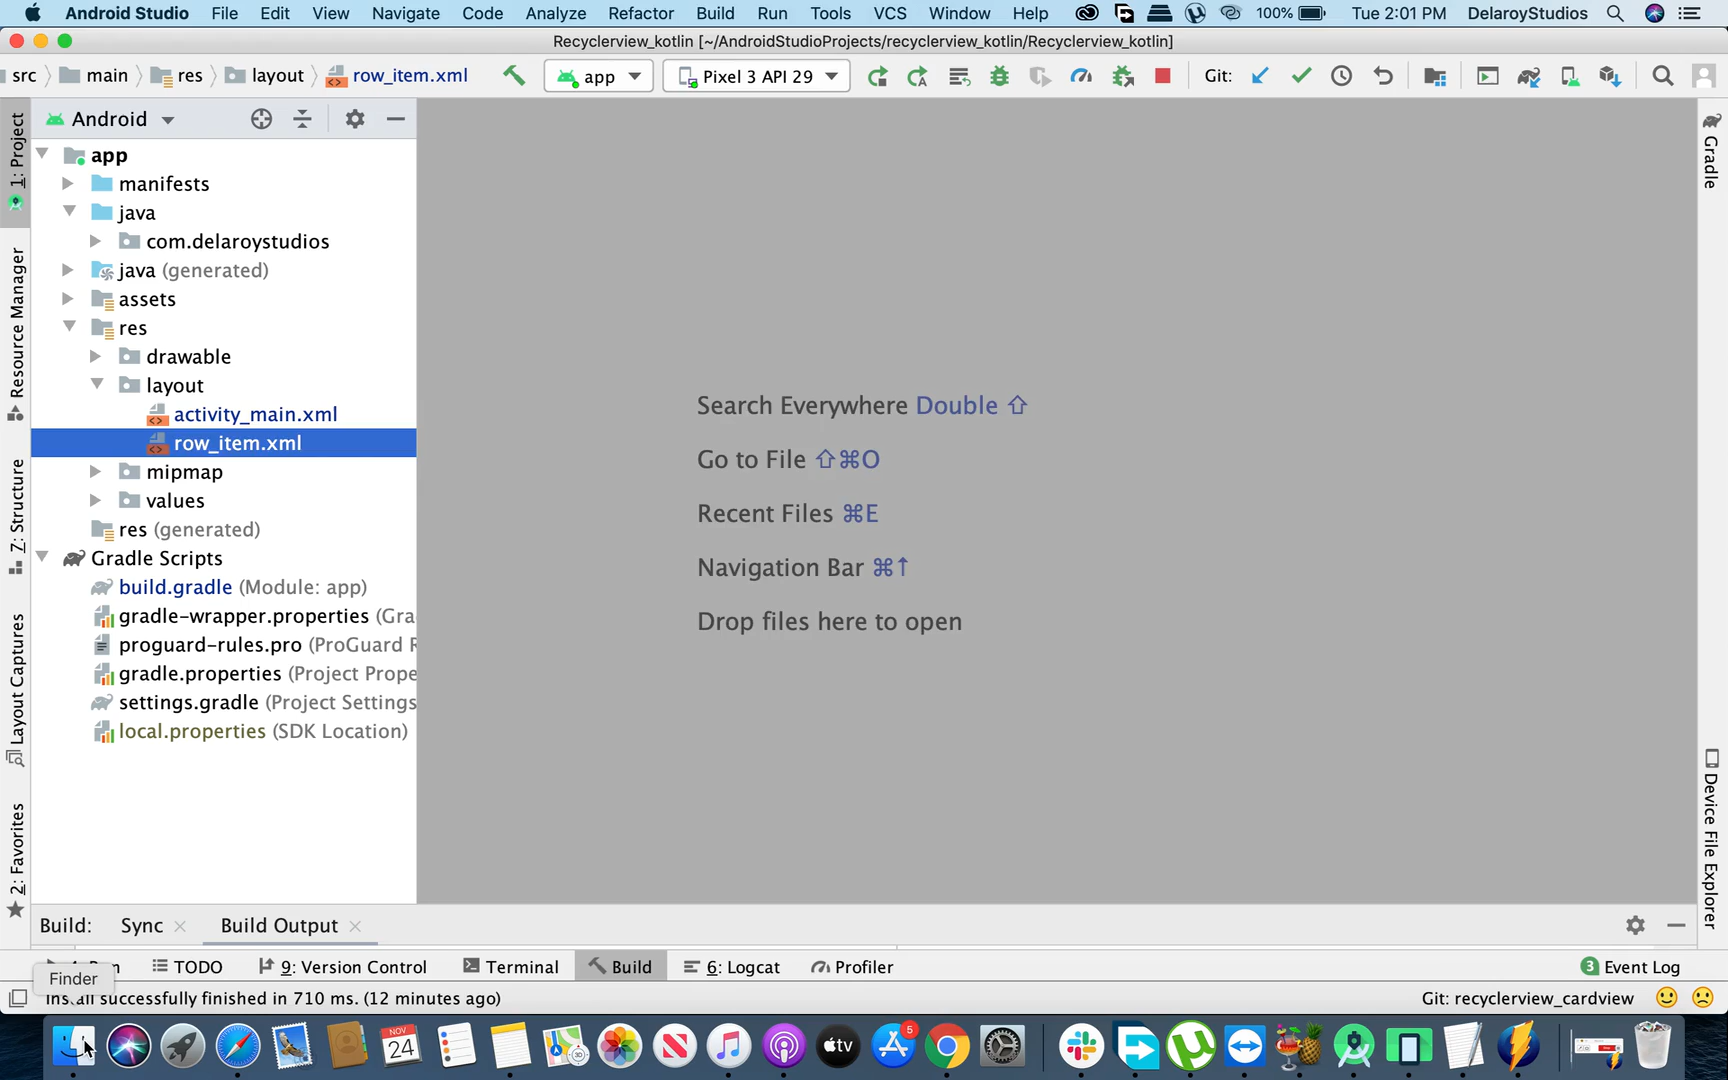 Android Studio File Edit View Navigate Code Analyze Refactor Build Run Tools VCS Window Help 100% Tue 2:01 PM DelaroyStudios
Recyclerview_kotlin [~/AndroidStudioProjects/recyclerview_kotlin/Recyclerview_kotlin]
src main res layout row_item.xml app Pixel 3 API 29 Git:
Android
app
manifests
java
com.delaroystudios
java (generated)
assets
res
drawable
layout
activity_main.xml
row_item.xml
mipmap
values
res (generated)
Gradle Scripts
build.gradle (Module: app)
gradle-wrapper.properties (Gra
proguard-rules.pro (ProGuard R
gradle.properties (Project Prope
settings.gradle (Project Settings
local.properties (SDK Location)
1: Project
Resource Manager
7: Structure
Layout Captures
2: Favorites
Search Everywhere Double ⇧
Go to File ⇧⌘O
Recent Files ⌘E
Navigation Bar ⌘↑
Drop files here to open
Gradle
Device File Explorer
Build: Sync Build Output
TODO 9: Version Control Terminal Build 6: Logcat Profiler 3 Event Log
Finder
Install successfully finished in 710 ms. (12 minutes ago) Git: recyclerview_cardview
NOV
24
tv
5